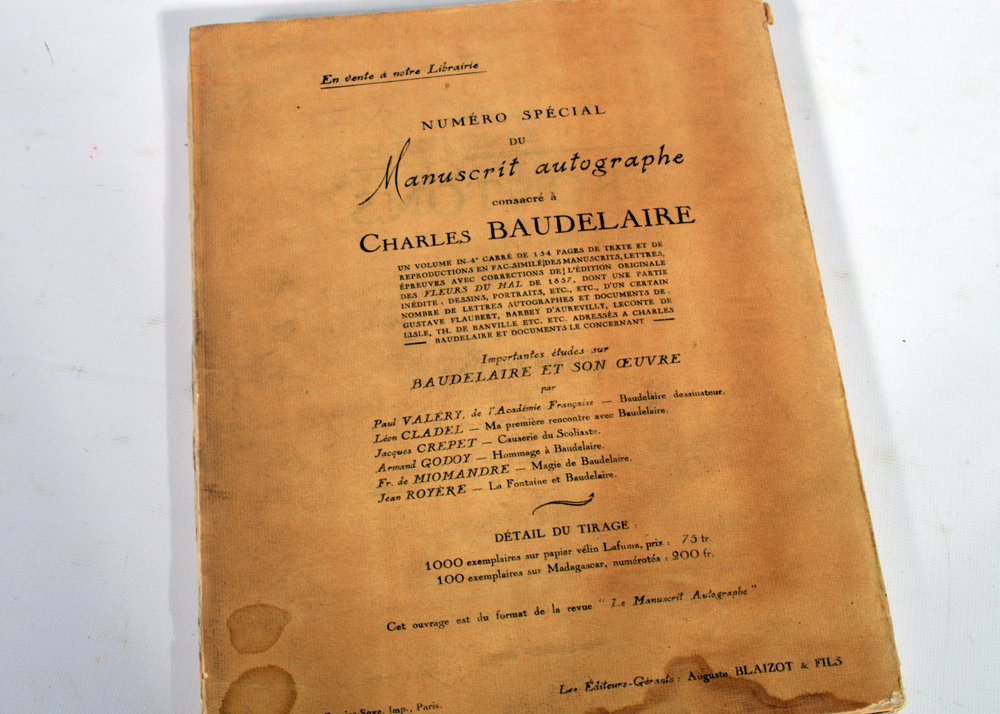 En vente à notre Librairie
NUMÉRO SPÉCIAL
DU
Manuscrit autographe
consacré à
CHARLES BAUDELAIRE
UN VOLUME IN-4° CARRÉ DE 154 PAGES DE TEXTE ET DE
REPRODUCTIONS EN FAC-SIMILÉ DES MANUSCRITS, LETTRES,
ÉPREUVES AVEC CORRECTIONS DE L'ÉDITION ORIGINALE
DES FLEURS DU MAL DE 1857, DONT UNE PARTIE
INÉDITE ; DESSINS, PORTRAITS, ETC., ETC., D'UN CERTAIN
NOMBRE DE LETTRES AUTOGRAPHES ET DOCUMENTS DE :
GUSTAVE FLAUBERT, BARBEY D'AUREVILLY, LECONTE DE
LISLE, TH. DE BANVILLE ETC. ETC. ADRESSÉS A CHARLES
BAUDELAIRE ET DOCUMENTS LE CONCERNANT
Importantes études sur
BAUDELAIRE ET SON ŒUVRE
par
Paul VALÉRY, de l'Académie Française — Baudelaire dessinateur.
Léon CLADEL — Ma première rencontre avec Baudelaire.
Jacques CREPET — Causerie du Scoliaste.
Armand GODOY — Hommage à Baudelaire.
Fr. de MIOMANDRE — Magie de Baudelaire.
Jean ROYÈRE — La Fontaine et Baudelaire.
DÉTAIL DU TIRAGE
1000 exemplaires sur papier vélin Lafuma, prix : 75 fr.
100 exemplaires sur Madagascar, numérotés : 200 fr.
Cet ouvrage est du format de la revue " Le Manuscrit Autographe "
Les Éditeurs-Gérants : Auguste BLAIZOT & FILS
Imp., Paris.